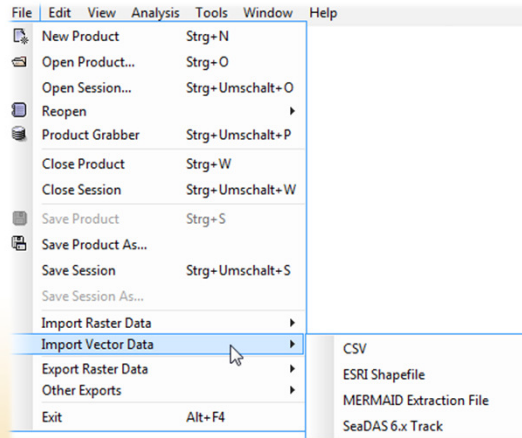 File Edit View Analysis Tools Window Help
New Product Strg+N
Open Product... Strg+O
Open Session... Strg+Umschalt+O
Reopen
Product Grabber Strg+Umschalt+P
Close Product Strg+W
Close Session Strg+Umschalt+W
Save Product Strg+S
Save Product As...
Save Session Strg+Umschalt+S
Save Session As...
Import Raster Data
Import Vector Data
Export Raster Data
Other Exports
Exit Alt+F4
CSV
ESRI Shapefile
MERMAID Extraction File
SeaDAS 6.x Track